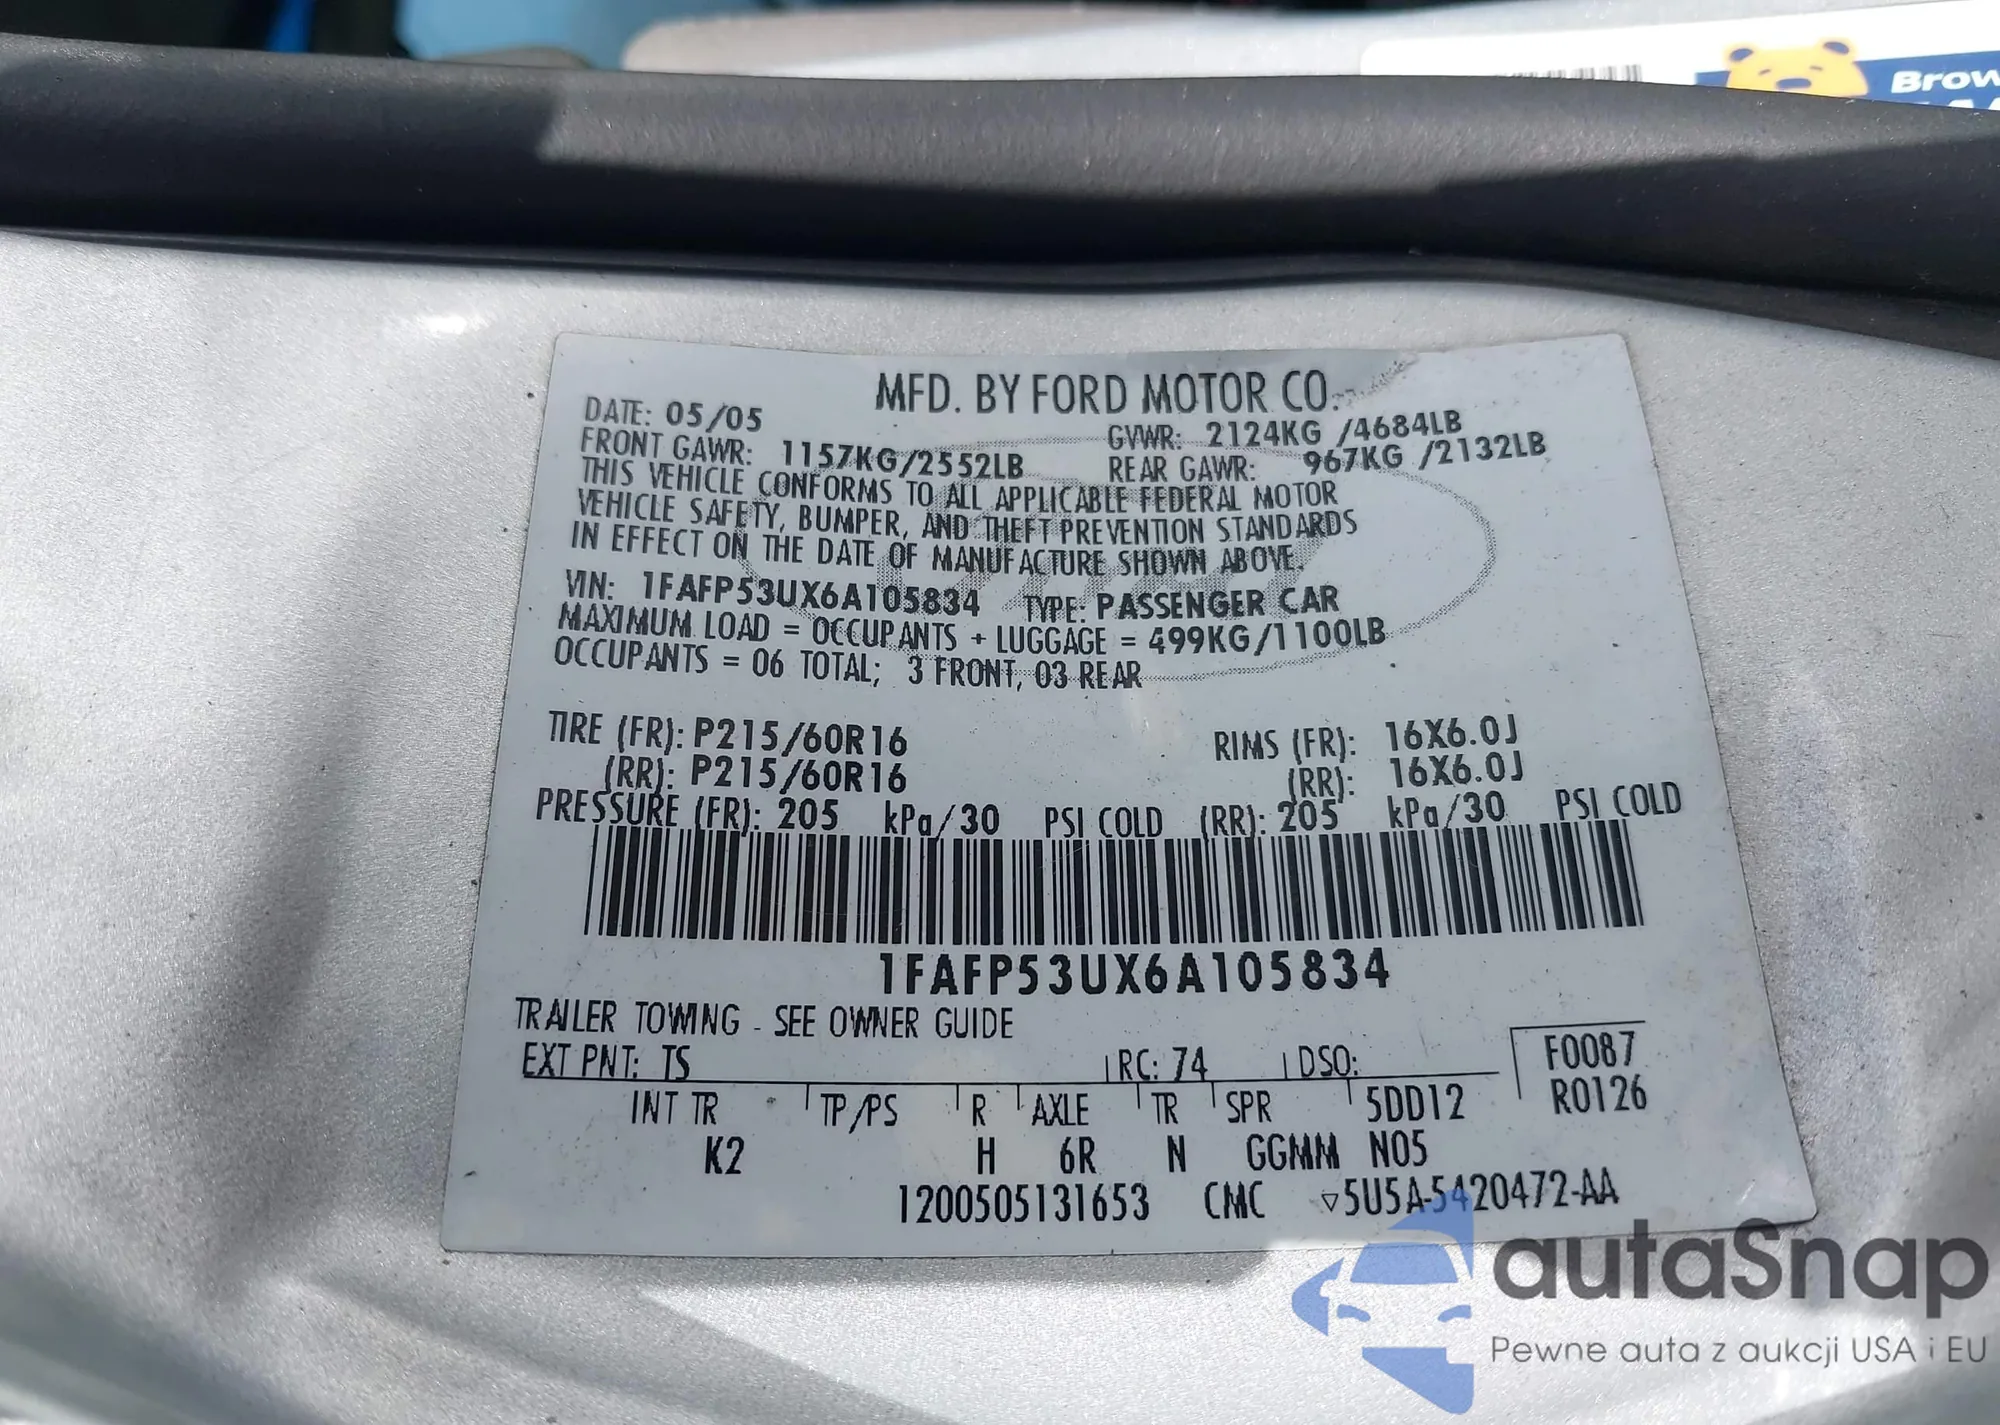 Brow
MFD. BY FORD MOTOR CO.
DATE: 05/05
GVWR: 2124KG /4684LB
FRONT GAWR: 1157KG/2552LB REAR GAWR: 967KG /2132LB
THIS VEHICLE CONFORMS TO ALL APPLICABLE FEDERAL MOTOR
VEHICLE SAFETY, BUMPER, AND THEFT PREVENTION STANDARDS
IN EFFECT ON THE DATE OF MANUFACTURE SHOWN ABOVE.
VIN: 1FAFP53UX6A105834 TYPE: PASSENGER CAR
MAXIMUM LOAD = OCCUPANTS + LUGGAGE = 499KG/1100LB
OCCUPANTS = 06 TOTAL; 3 FRONT, 03 REAR
TIRE (FR): P215/60R16 RIMS (FR): 16X6.0J
(RR): P215/60R16 (RR): 16X6.0J
PRESSURE (FR): 205 kPa/30 PSI COLD (RR): 205 kPa/30 PSI COLD
1FAFP53UX6A105834
TRAILER TOWING - SEE OWNER GUIDE
EXT PNT: TS RC: 74 DSO: F0087
INT TR TP/PS R AXLE TR SPR 5DD12 R0126
K2 H 6R N GGMM N05
1200505131653 CMC ▽5U5A-5420472-AA
autoSnap
Pewne auta z aukcji USA i EU